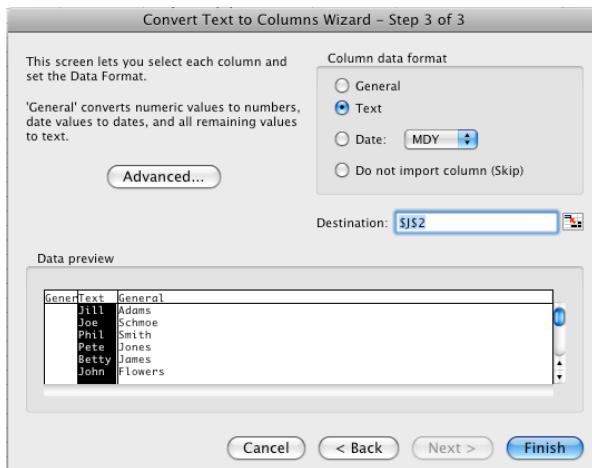 Convert Text to Columns Wizard – Step 3 of 3
This screen lets you select each column and
set the Data Format.
'General' converts numeric values to numbers,
date values to dates, and all remaining values
to text.
Advanced...
Column data format
General
Text
Date: MDY
Do not import column (Skip)
Destination: $J$2
Data preview
Gener Text General
Jill Adams
Joe Schmoe
Phil Smith
Pete Jones
Betty James
John Flowers
Cancel < Back Next > Finish